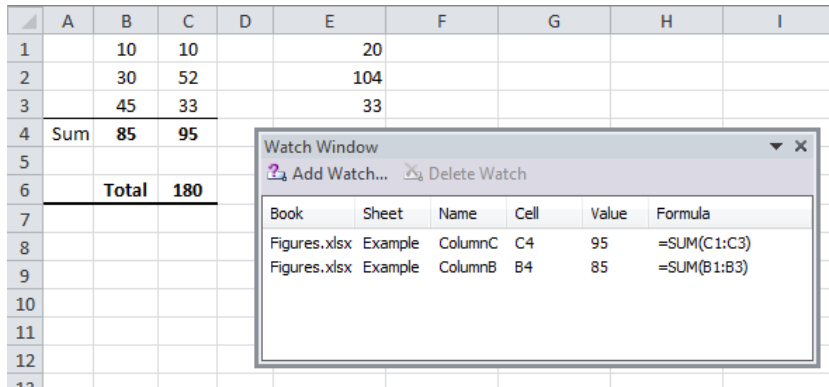 A B C D E F G H I
1 10 10 20
2 30 52 104
3 45 33 33
4 Sum 85 95
Watch Window
5
Add Watch... Delete Watch
6 Total 180
7
Book Sheet Name Cell Value Formula
8
Figures.xlsx Example ColumnC C4 95 =SUM(C1:C3)
9
Figures.xlsx Example ColumnB B4 85 =SUM(B1:B3)
10
11
12
13